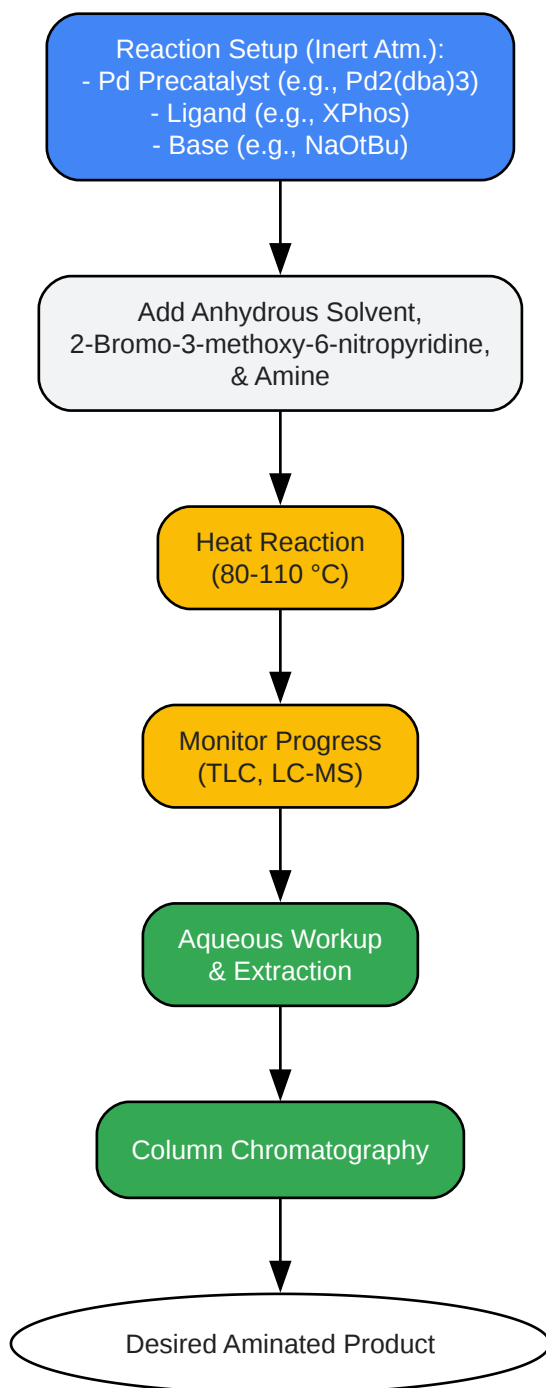 Reaction Setup (Inert Atm.):
- Pd Precatalyst (e.g., Pd2(dba)3)
- Ligand (e.g., XPhos)
- Base (e.g., NaOtBu)
Add Anhydrous Solvent,
2-Bromo-3-methoxy-6-nitropyridine,
& Amine
Heat Reaction
(80-110 °C)
Monitor Progress
(TLC, LC-MS)
Aqueous Workup
& Extraction
Column Chromatography
Desired Aminated Product